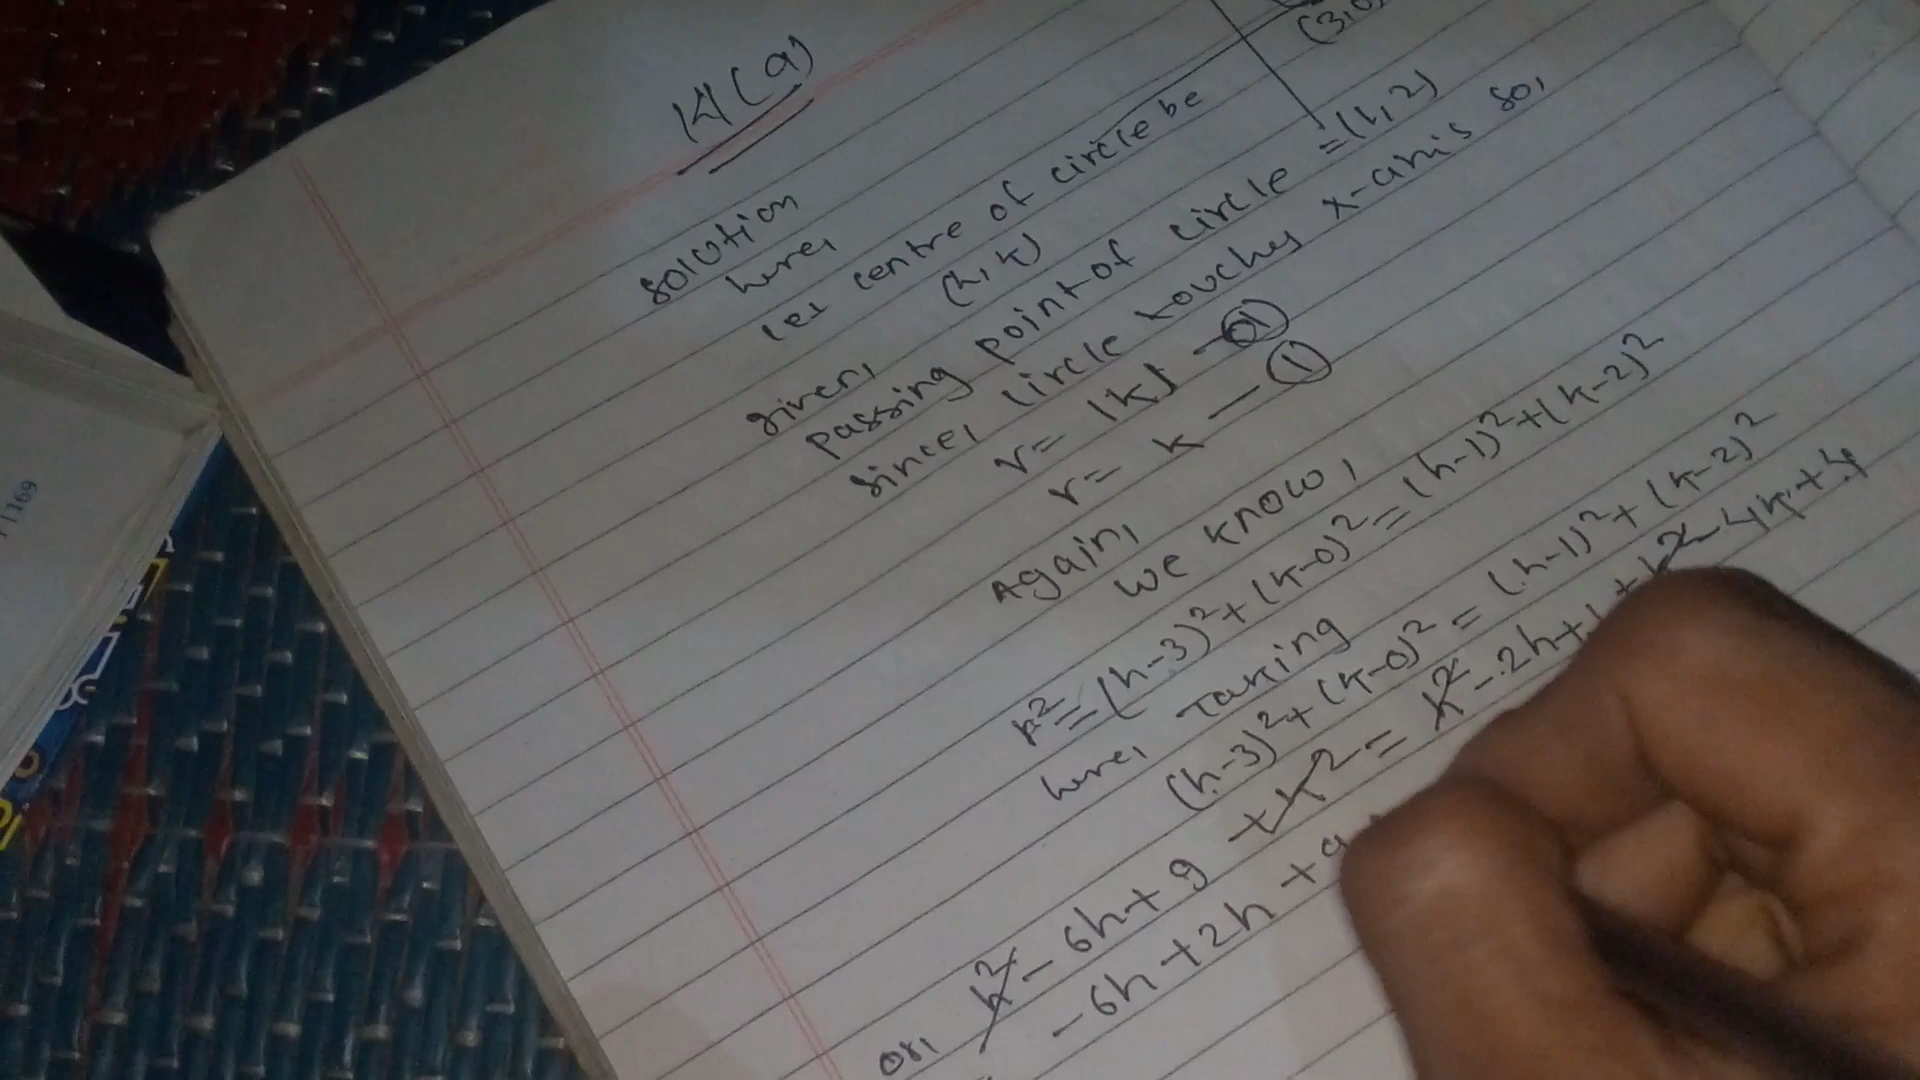 (3,0)
14(a)
solution
here,
let centre of circle be
(h, k)
given,
passing point of circle = (1, 2)
since, circle touches x-axis so,
r = |k|
r = k — (1)
Again,
we know,
k² = (h-3)² + (k-0)² = (h-1)² + (k-2)²
here, taking
(h-3)² + (k-0)² = (h-1)² + (k-2)²
or, h² - 6h + 9 + k² = h² - 2h + 1 + k² - 4k + 4
- 6h + 2h + 9
11169